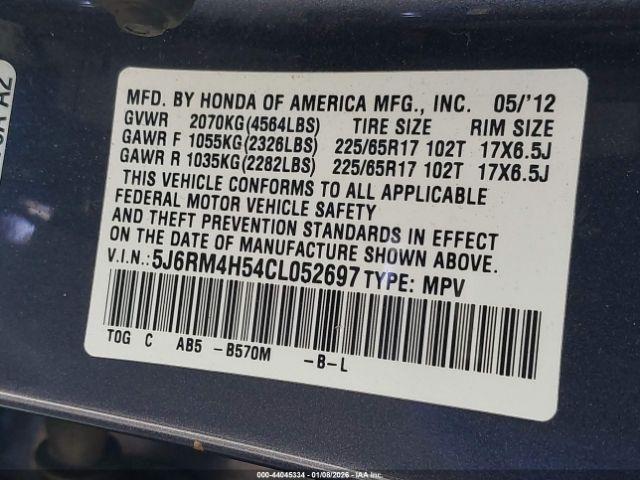 MFD. BY HONDA OF AMERICA MFG., INC. 05/'12
GVWR 2070KG(4564LBS) TIRE SIZE RIM SIZE
GAWR F 1055KG(2326LBS) 225/65R17 102T 17X6.5J
GAWR R 1035KG(2282LBS) 225/65R17 102T 17X6.5J
THIS VEHICLE CONFORMS TO ALL APPLICABLE
FEDERAL MOTOR VEHICLE SAFETY
AND THEFT PREVENTION STANDARDS IN EFFECT
ON THE DATE OF MANUFACTURE SHOWN ABOVE.
V.I.N.:5J6RM4H54CL052697 TYPE: MPV
T0G C AB5 -B570M -B-L
000-44045334 | 01/08/2026 | IAA Inc.